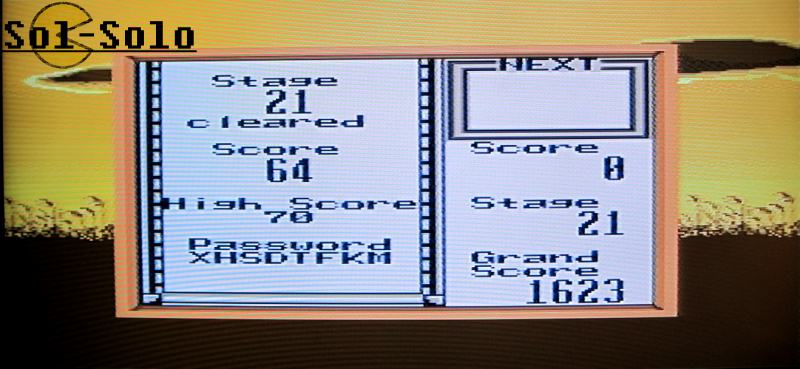 Sol-Solo
Stage
21
cleared
Score
64
High Score
70
Password
XHSDTFKM
NEXT
Score
0
Stage
21
Grand
Score
1623